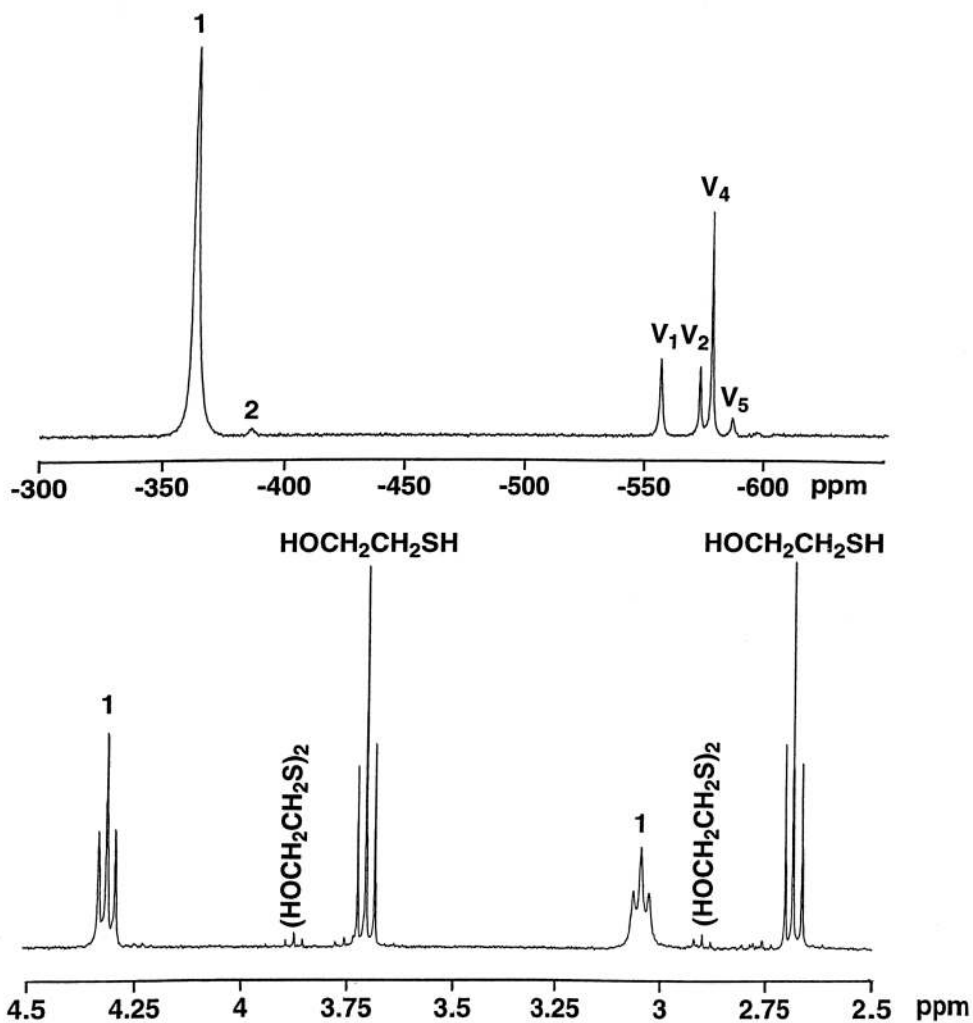 1
V₄
V₁ V₂
2
V₅
-300 -350 -400 -450 -500 -550 -600 ppm
HOCH₂CH₂SH HOCH₂CH₂SH
1
(HOCH₂CH₂S)₂
1
(HOCH₂CH₂S)₂
4.5 4.25 4 3.75 3.5 3.25 3 2.75 2.5 ppm